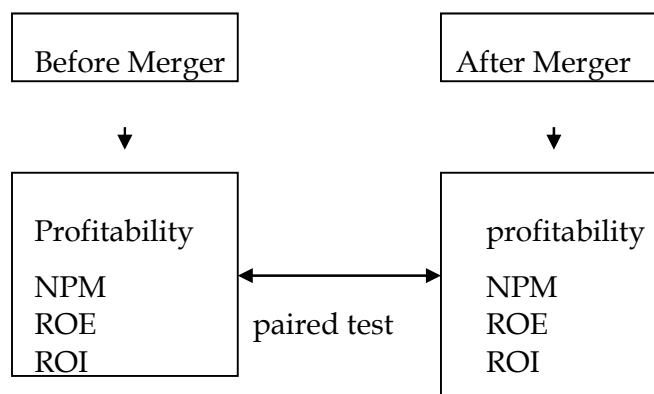 Before Merger
After Merger
Profitability
NPM
ROE
ROI
paired test
profitability
NPM
ROE
ROI